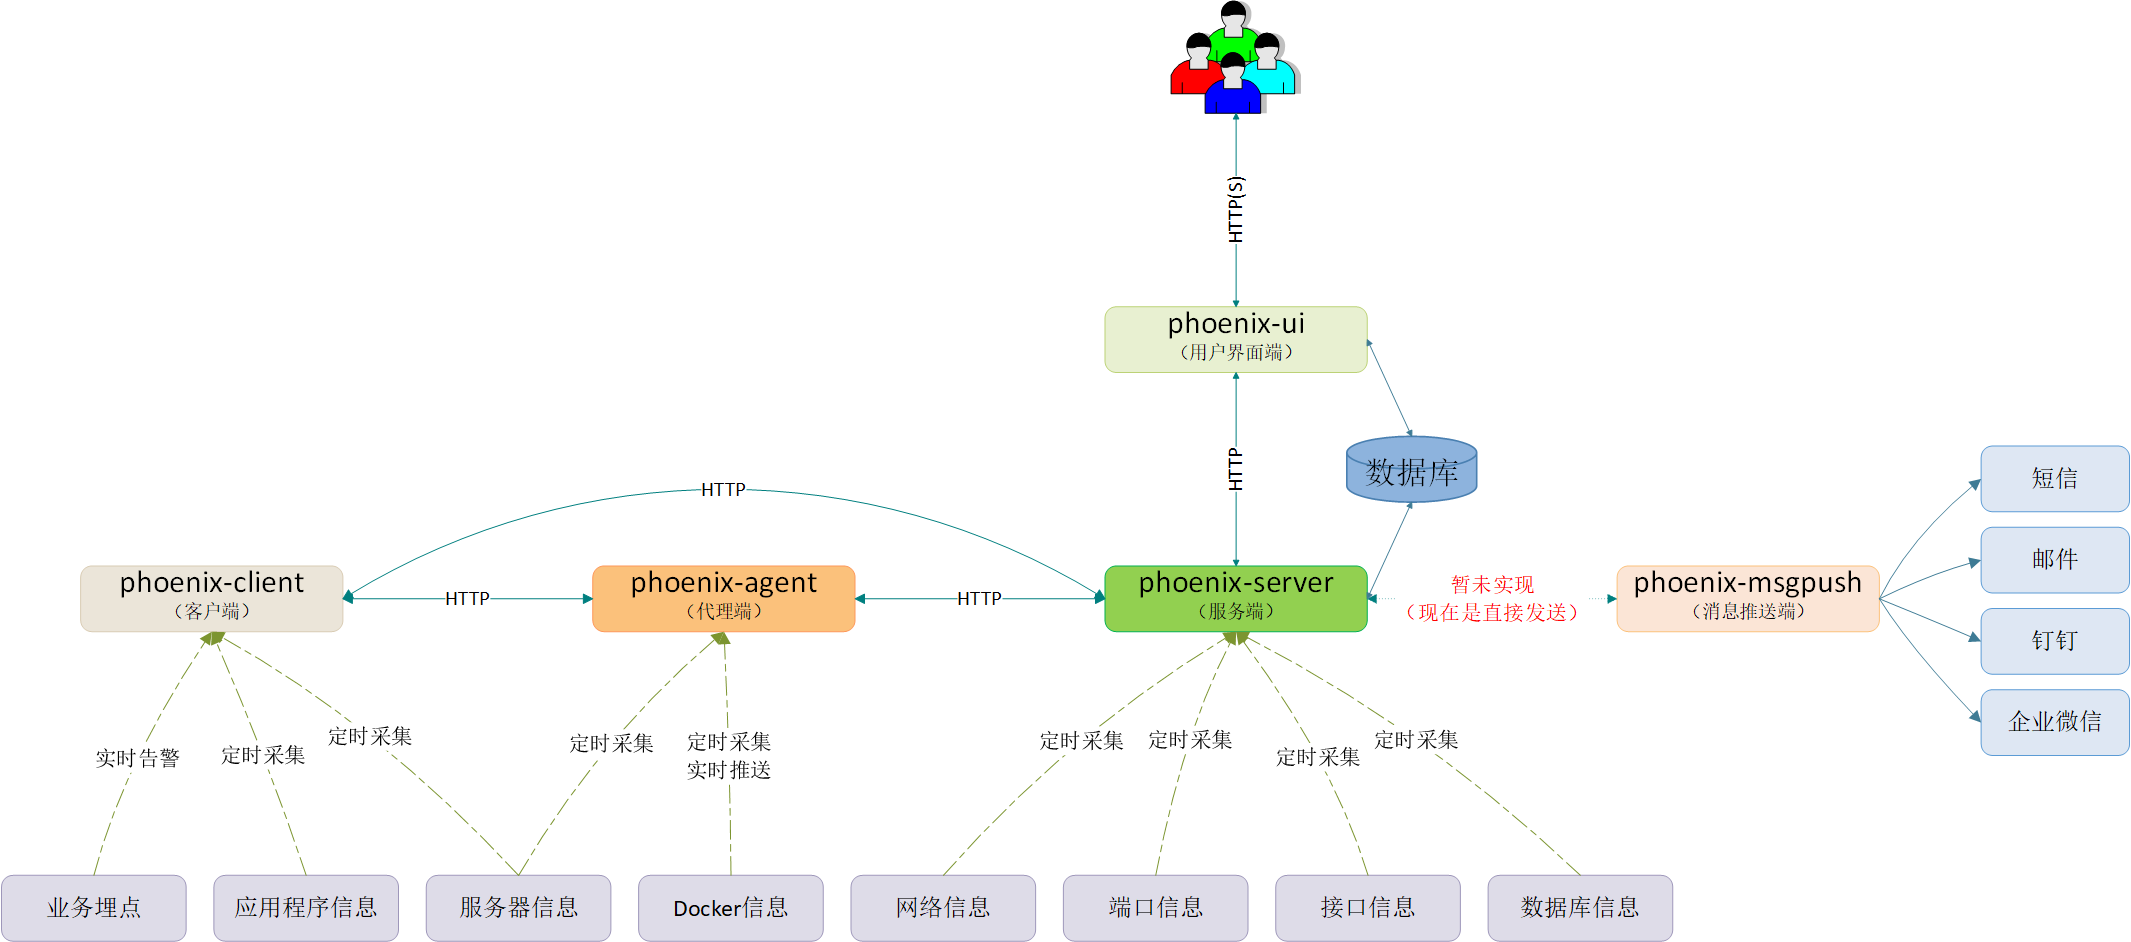 HTTP(S)
phoenix-ui
（用户界面端）
HTTP
数据库
HTTP
phoenix-client
（客户端）
HTTP
phoenix-agent
（代理端）
HTTP
phoenix-server
（服务端）
暂未实现
（现在是直接发送）
phoenix-msgpush
（消息推送端）
短信
邮件
钉钉
企业微信
实时告警
定时采集
定时采集
定时采集
定时采集
实时推送
定时采集
定时采集
定时采集
定时采集
业务埋点
应用程序信息
服务器信息
Docker信息
网络信息
端口信息
接口信息
数据库信息